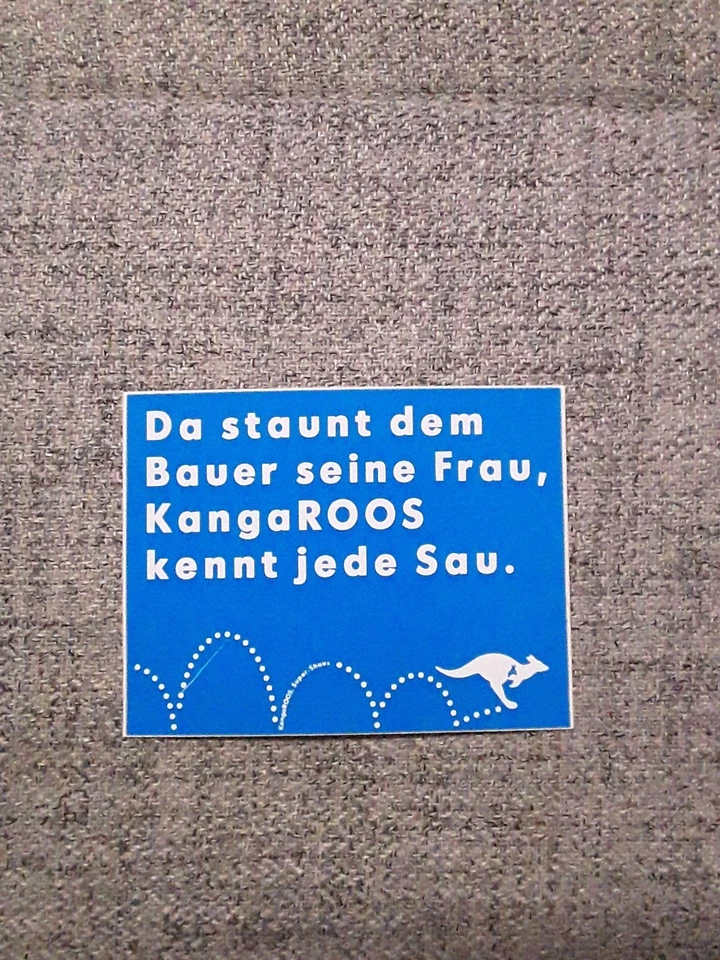 Da staunt dem
Bauer seine Frau,
KangaROOS
kennt jede Sau.
KangaROOS. Super Shoes